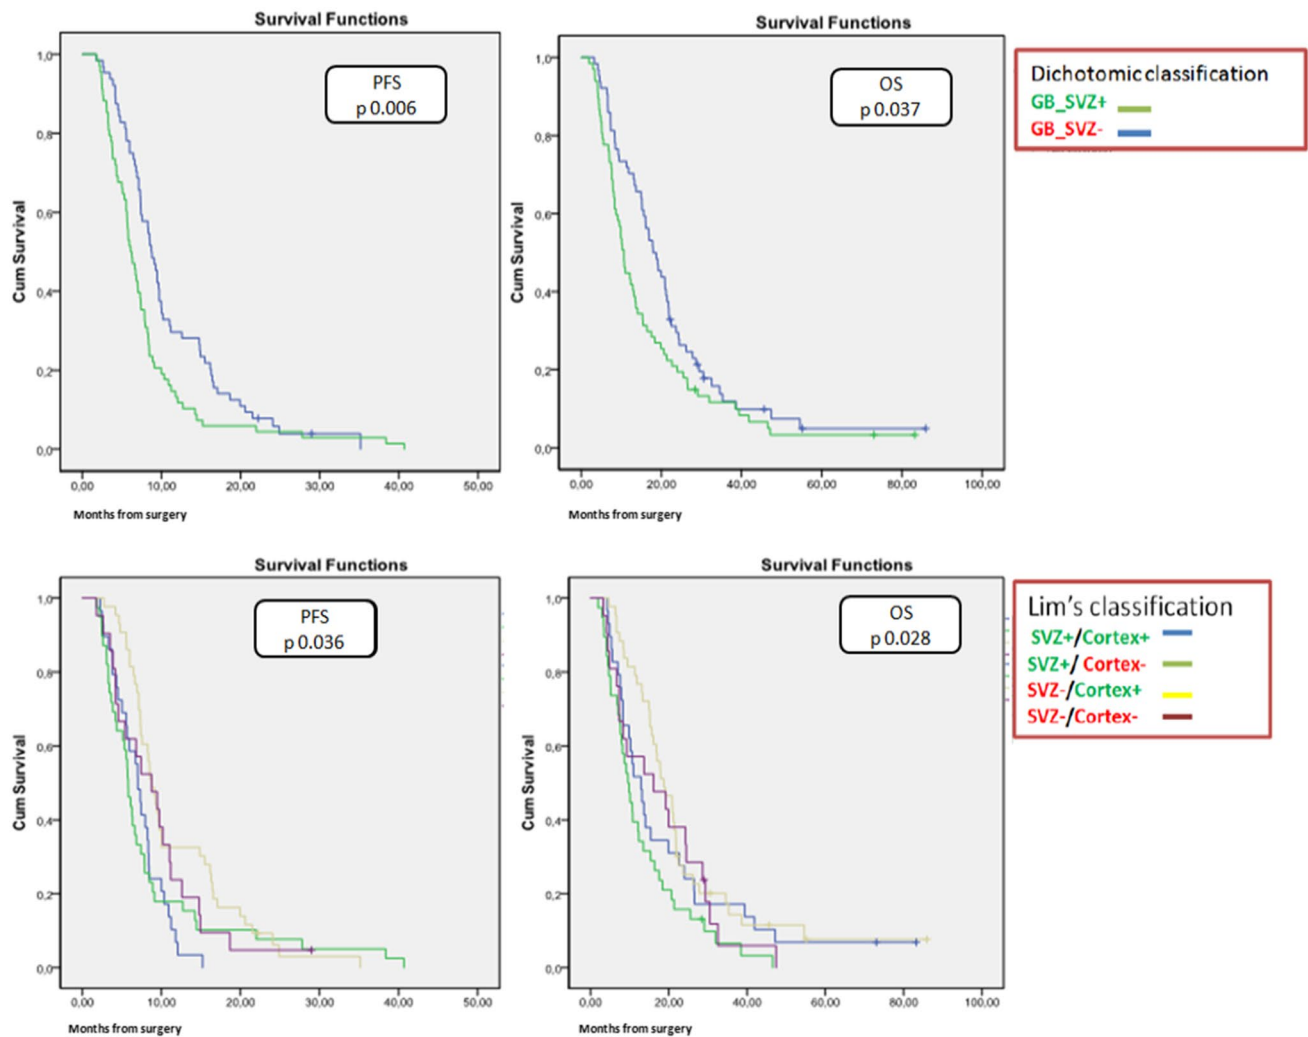 Survival Functions
PFS
p 0.006
Cum Survival
1,0
0,8
0,6
0,4
0,2
0,0
0,00 10,00 20,00 30,00 40,00 50,00
Months from surgery
Survival Functions
OS
p 0.037
Cum Survival
1,0
0,8
0,6
0,4
0,2
0,0
0,00 20,00 40,00 60,00 80,00 100,00
Months from surgery
Dichotomic classification
GB_SVZ+
GB_SVZ-
Survival Functions
PFS
p 0.036
Cum Survival
1,0
0,8
0,6
0,4
0,2
0,0
0,00 10,00 20,00 30,00 40,00 50,00
Months from surgery
Survival Functions
OS
p 0.028
Cum Survival
1,0
0,8
0,6
0,4
0,2
0,0
0,00 20,00 40,00 60,00 80,00 100,00
Months from surgery
Lim's classification
SVZ+/Cortex+
SVZ+/ Cortex-
SVZ-/Cortex+
SVZ-/Cortex-